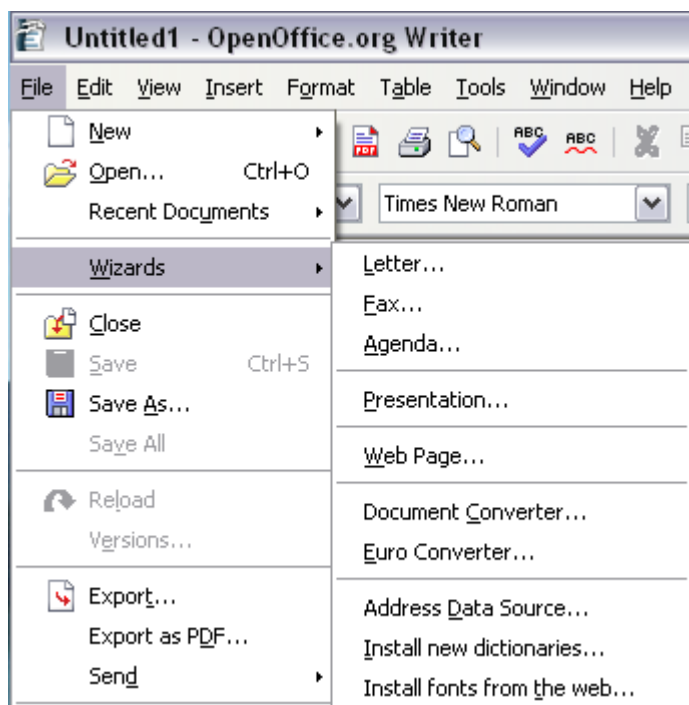 Untitled1 - OpenOffice.org Writer
File Edit View Insert Format Table Tools Window Help
New
PDF ABC ABC
Open... Ctrl+O
Recent Documents
Times New Roman
Wizards
Close
Save Ctrl+S
Save As...
Save All
Reload
Versions...
Export...
Export as PDF...
Send
Letter...
Fax...
Agenda...
Presentation...
Web Page...
Document Converter...
Euro Converter...
Address Data Source...
Install new dictionaries...
Install fonts from the web...